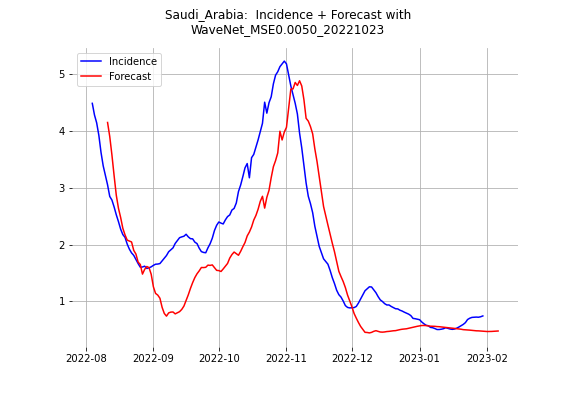 Saudi_Arabia:  Incidence + Forecast with
WaveNet_MSE0.0050_20221023
Incidence
Forecast
5
4
3
2
1
2022-08 2022-09 2022-10 2022-11 2022-12 2023-01 2023-02